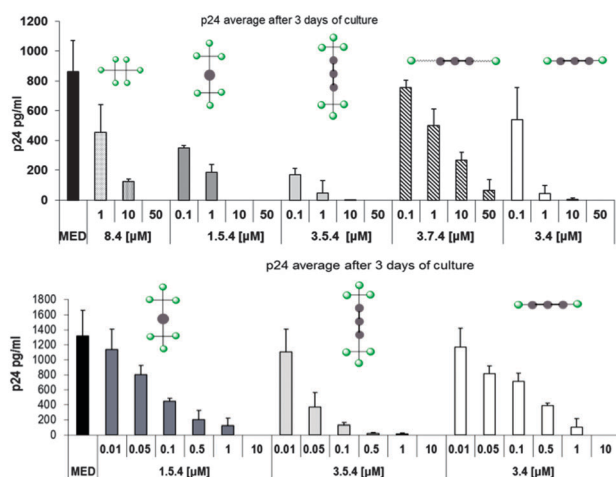 p24 average after 3 days of culture
1200
1000
800
600
400
200
0
p24 pg/ml
1 10 50 0.1 1 10 50 0.1 1 10 50 0.1 1 10 50 0.1 1 10 50
MED 8.4 [µM] 1.5.4 [µM] 3.5.4 [µM] 3.7.4 [µM] 3.4 [µM]
p24 average after 3 days of culture
1800
1600
1400
1200
1000
800
600
400
200
0
p24 pg/ml
0.01 0.05 0.1 0.5 1 10 0.01 0.05 0.1 0.5 1 10 0.01 0.05 0.1 0.5 1 10
MED 1.5.4 [µM] 3.5.4 [µM] 3.4 [µM]